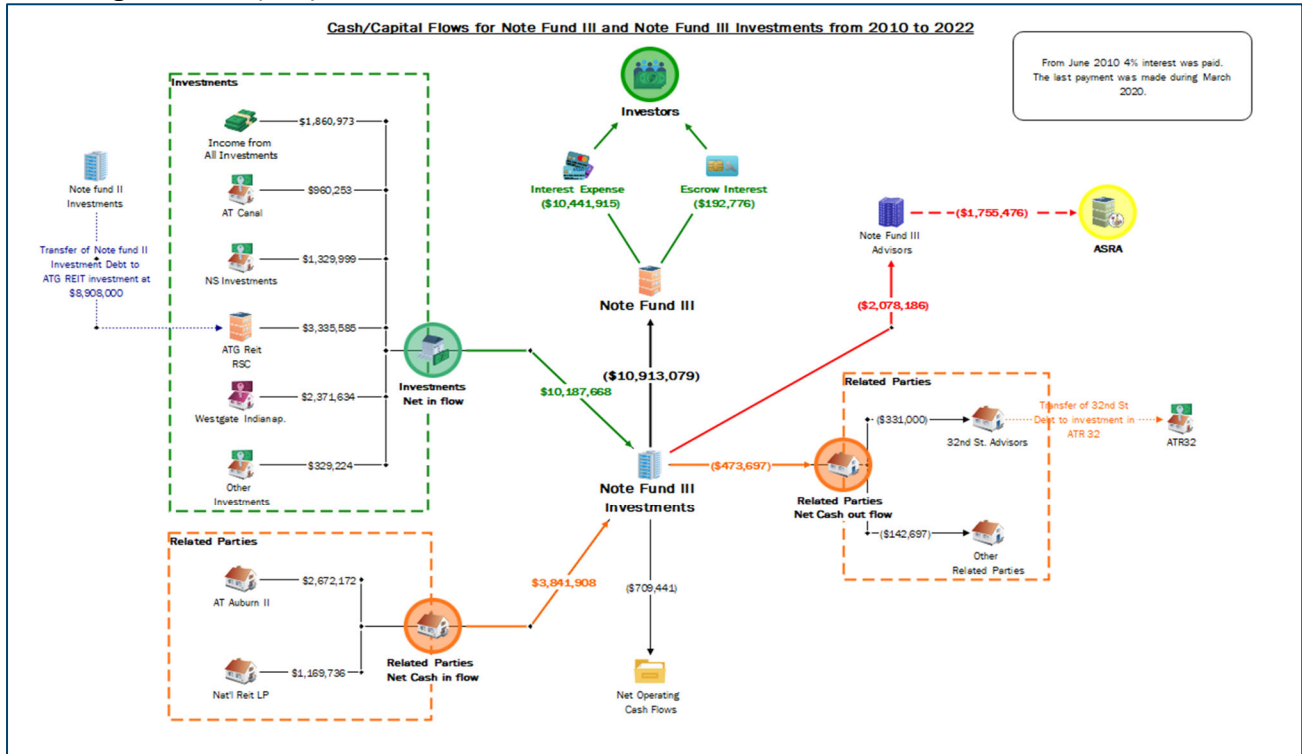 Cash/Capital Flows for Note Fund III and Note Fund III Investments from 2010 to 2022
From June 2010 4% interest was paid.
The last payment was made during March
2020.
Investments
$1,860,973
Income from
All Investments
$960,253
AT Canal
$1,329,999
NS Investments
$3,335,585
ATG Reit
RSC
$2,371,634
Westgate Indianap.
$329,224
Other
Investments
Note fund II
Investments
Transfer of Note fund II
Investment Debt to
ATG REIT investment at
$8,908,000
Investments
Net in flow
$10,187,668
Investors
Interest Expense
($10,441,915)
Escrow Interest
($192,776)
Note Fund III
($10,913,079)
Note Fund III
Investments
Note Fund III
Advisors
($1,755,476)
ASRA
($2,078,186)
Related Parties
($331,000)
32nd St. Advisors
Transfer of 32nd St
Debt to investment in
ATR 32
ATR32
($473,697)
Related Parties
Net Cash out flow
($142,697)
Other
Related Parties
Related Parties
$2,672,172
AT Auburn II
$1,169,736
Nat'l Reit LP
Related Parties
Net Cash in flow
$3,841,908
($709,441)
Net Operating
Cash Flows